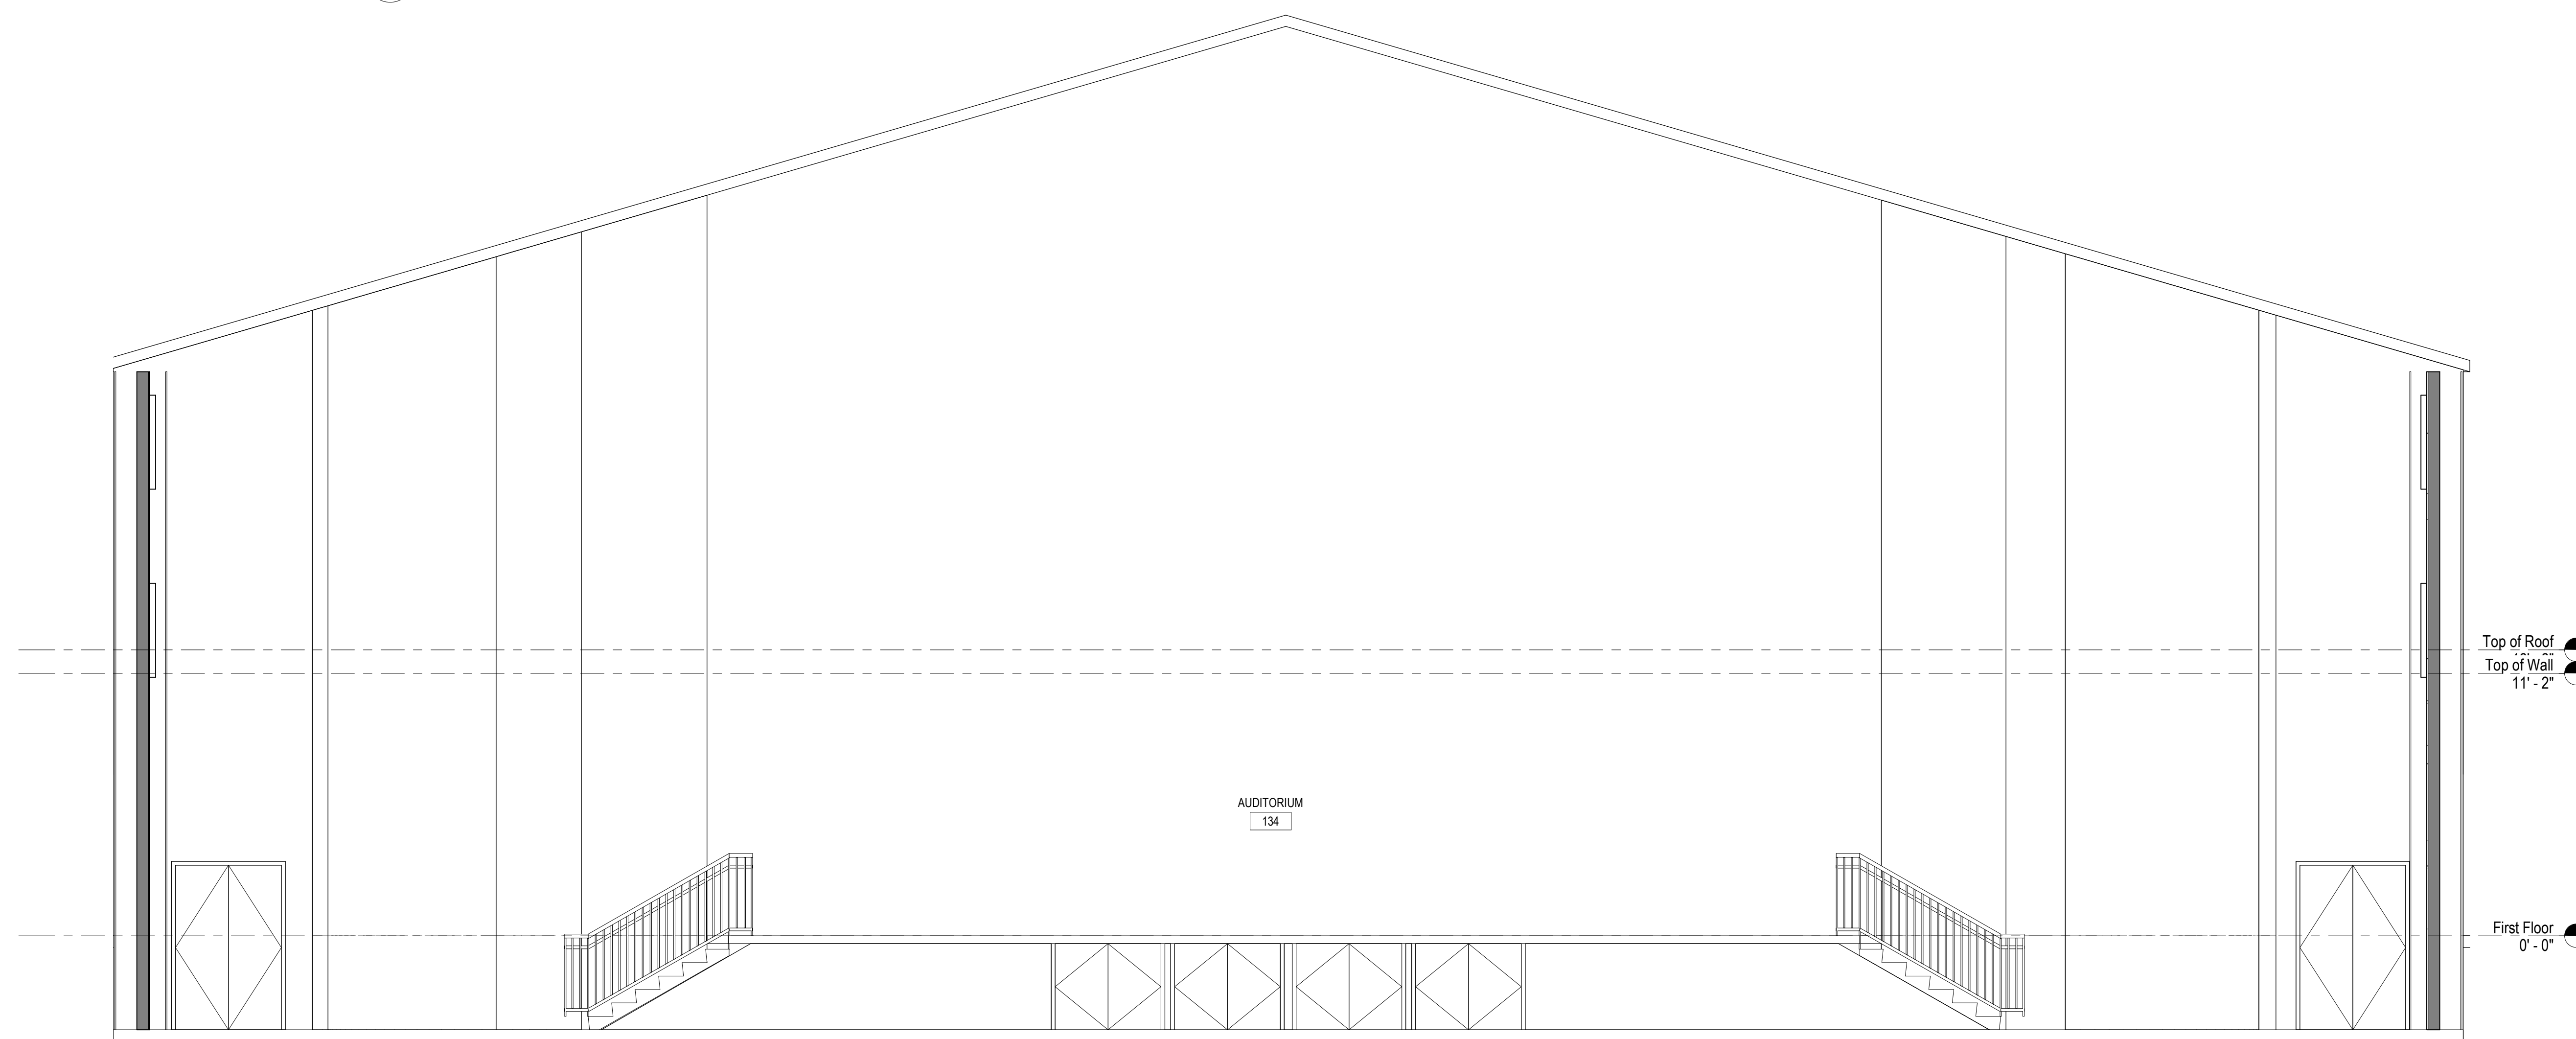 Top of Roof
Top of Wall
11' - 2"
AUDITORIUM
134
First Floor
0' - 0"